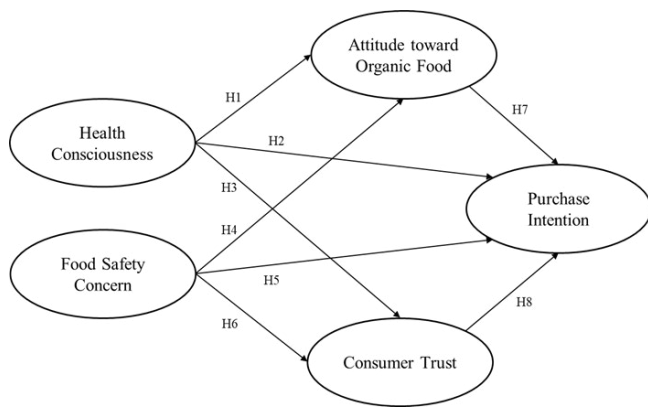 Attitude toward
Organic Food
H1
H7
Health
Consciousness
H2
H3
Purchase
Intention
H4
Food Safety
Concern
H5
H6
H8
Consumer Trust